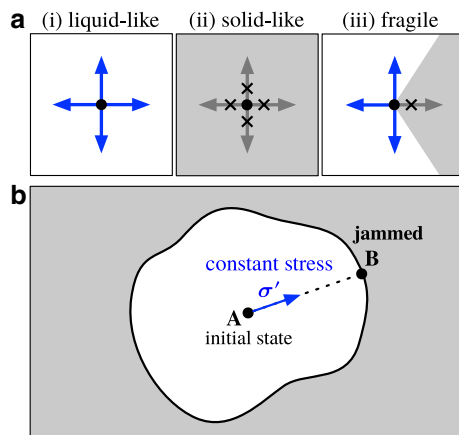 a (i) liquid-like (ii) solid-like (iii) fragile
b
jammed
B
constant stress
σ′
A
initial state